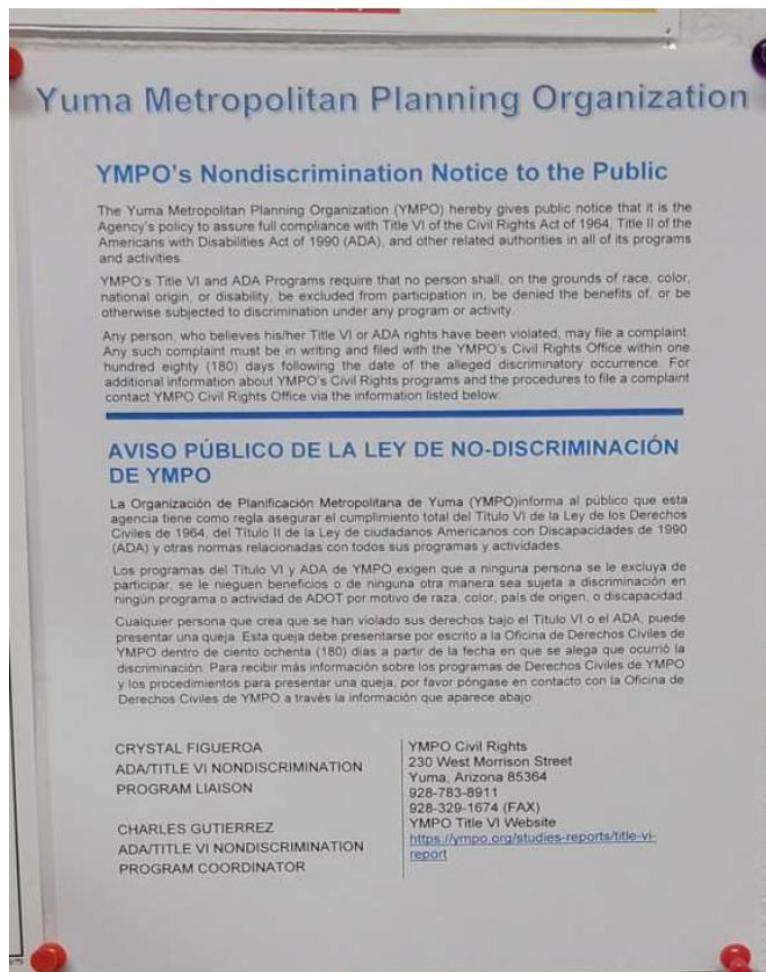 Yuma Metropolitan Planning Organization
YMPO's Nondiscrimination Notice to the Public
The Yuma Metropolitan Planning Organization (YMPO) hereby gives public notice that it is the
Agency's policy to assure full compliance with Title VI of the Civil Rights Act of 1964, Title II of the
Americans with Disabilities Act of 1990 (ADA), and other related authorities in all of its programs
and activities.
YMPO's Title VI and ADA Programs require that no person shall, on the grounds of race, color,
national origin, or disability, be excluded from participation in, be denied the benefits of, or be
otherwise subjected to discrimination under any program or activity.
Any person, who believes his/her Title VI or ADA rights have been violated, may file a complaint.
Any such complaint must be in writing and filed with the YMPO's Civil Rights Office within one
hundred eighty (180) days following the date of the alleged discriminatory occurrence. For
additional information about YMPO's Civil Rights programs and the procedures to file a complaint
contact YMPO Civil Rights Office via the information listed below:
AVISO PÚBLICO DE LA LEY DE NO-DISCRIMINACIÓN
DE YMPO
La Organización de Planificación Metropolitana de Yuma (YMPO)informa al público que esta
agencia tiene como regla asegurar el cumplimiento total del Título VI de la Ley de los Derechos
Civiles de 1964, del Título II de la Ley de ciudadanos Americanos con Discapacidades de 1990
(ADA) y otras normas relacionadas con todos sus programas y actividades.
Los programas del Título VI y ADA de YMPO exigen que a ninguna persona se le excluya de
participar, se le nieguen beneficios o de ninguna otra manera sea sujeta a discriminación en
ningún programa o actividad de ADOT por motivo de raza, color, país de origen, o discapacidad.
Cualquier persona que crea que se han violado sus derechos bajo el Título VI o el ADA, puede
presentar una queja. Esta queja debe presentarse por escrito a la Oficina de Derechos Civiles de
YMPO dentro de ciento ochenta (180) días a partir de la fecha en que se alega que ocurrió la
discriminación. Para recibir más información sobre los programas de Derechos Civiles de YMPO
y los procedimientos para presentar una queja, por favor póngase en contacto con la Oficina de
Derechos Civiles de YMPO a través la información que aparece abajo.
CRYSTAL FIGUEROA
ADA/TITLE VI NONDISCRIMINATION
PROGRAM LIAISON
CHARLES GUTIERREZ
ADA/TITLE VI NONDISCRIMINATION
PROGRAM COORDINATOR
YMPO Civil Rights
230 West Morrison Street
Yuma, Arizona 85364
928-783-8911
928-329-1674 (FAX)
YMPO Title VI Website
https://ympo.org/studies-reports/title-vi-
report